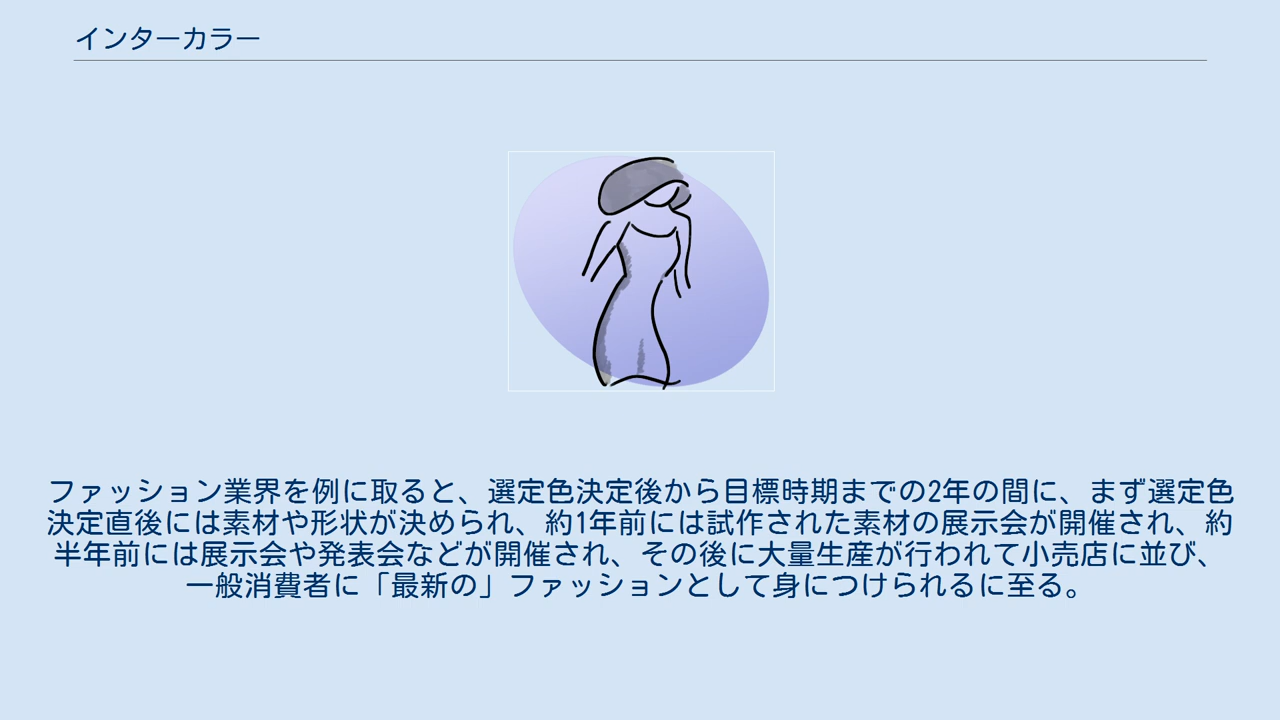 インターカラー
ファッション業界を例に取ると、選定色決定後から目標時期までの2年の間に、まず選定色
決定直後には素材や形状が決められ、約1年前には試作された素材の展示会が開催され、約
半年前には展示会や発表会などが開催され、その後に大量生産が行われて小売店に並び、
一般消費者に「最新の」ファッションとして身につけられるに至る。